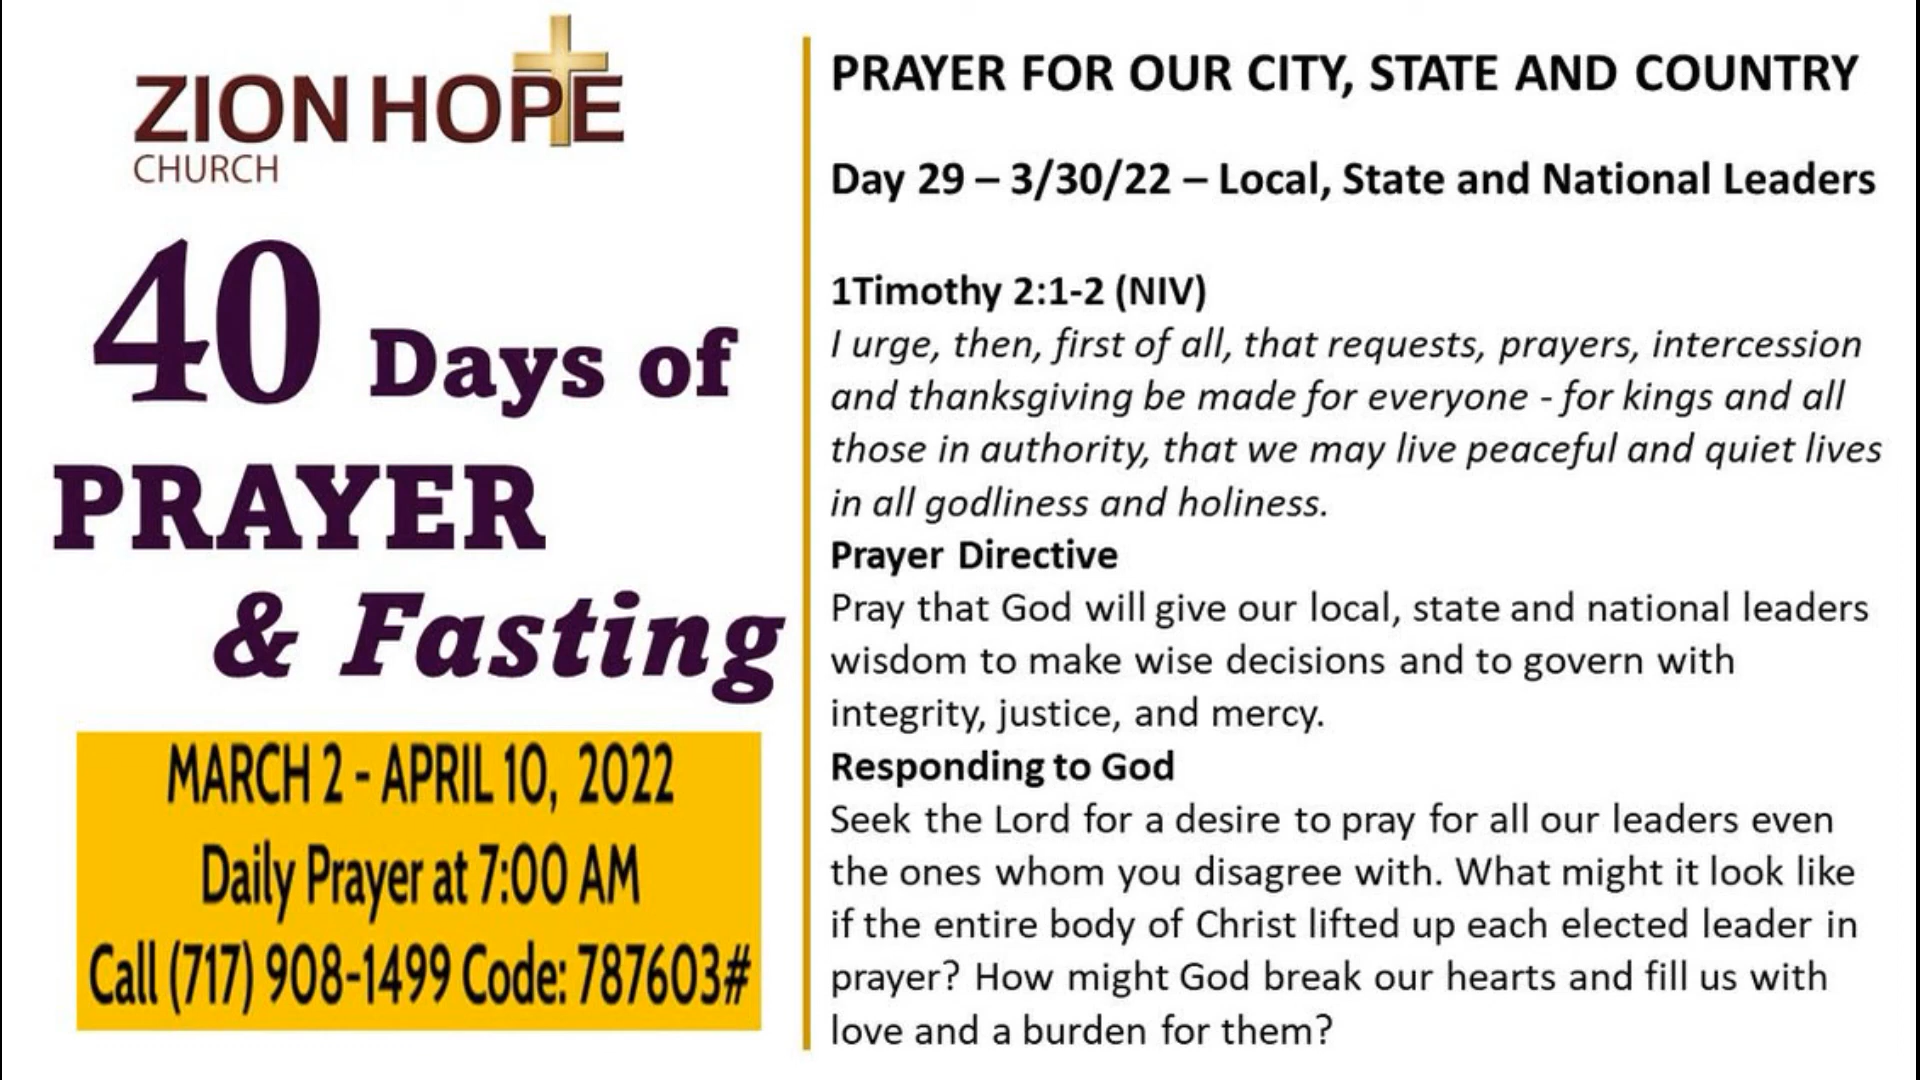 ZION HOPE
CHURCH
40 Days of
PRAYER
& Fasting
MARCH 2 - APRIL 10, 2022
Daily Prayer at 7:00 AM
Call (717) 908-1499 Code: 787603#
PRAYER FOR OUR CITY, STATE AND COUNTRY
Day 29 – 3/30/22 – Local, State and National Leaders
1Timothy 2:1-2 (NIV)
I urge, then, first of all, that requests, prayers, intercession
and thanksgiving be made for everyone - for kings and all
those in authority, that we may live peaceful and quiet lives
in all godliness and holiness.
Prayer Directive
Pray that God will give our local, state and national leaders
wisdom to make wise decisions and to govern with
integrity, justice, and mercy.
Responding to God
Seek the Lord for a desire to pray for all our leaders even
the ones whom you disagree with. What might it look like
if the entire body of Christ lifted up each elected leader in
prayer? How might God break our hearts and fill us with
love and a burden for them?